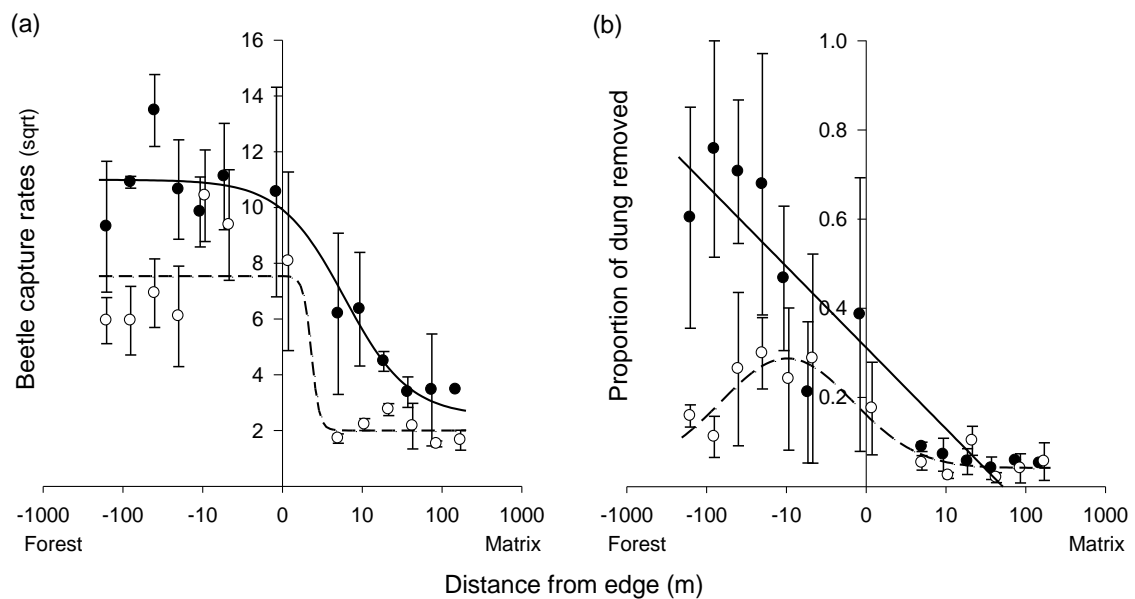 (a)
Beetle capture rates (sqrt)
16
14
12
10
8
6
4
2
-1000 -100 -10 0 10 100 1000
Forest Matrix
(b)
Proportion of dung removed
1.0
0.8
0.6
0.4
0.2
-1000 -100 -10 0 10 100 1000
Forest Matrix
Distance from edge (m)